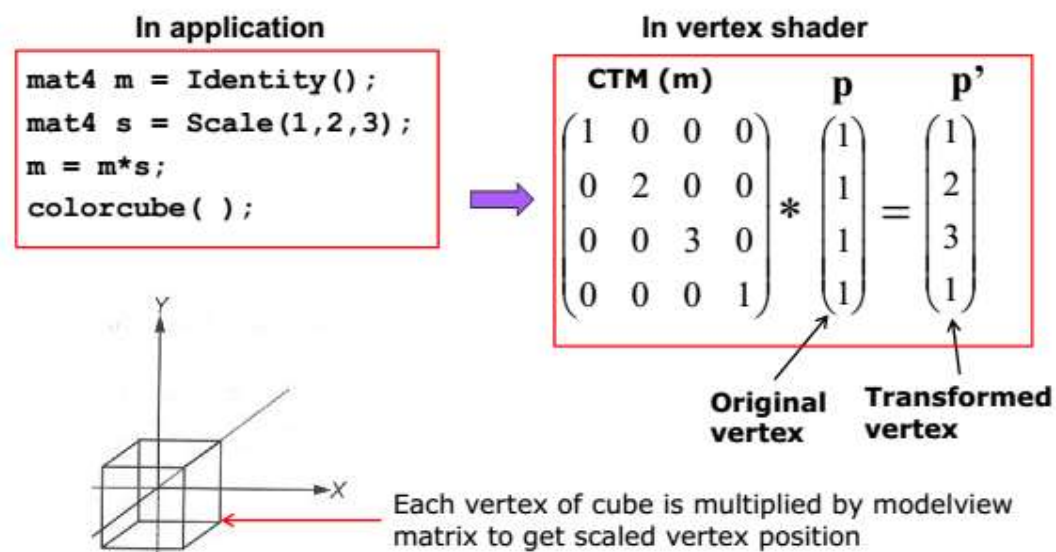 In application
mat4 m = Identity();
mat4 s = Scale(1,2,3);
m = m*s;
colorcube( );
In vertex shader
CTM (m) p p’
1 0 0 0 1 1
0 2 0 0 1 2
* =
0 0 3 0 1 3
0 0 0 1 1 1
Original vertex
Transformed vertex
Y
X
Each vertex of cube is multiplied by modelview
matrix to get scaled vertex position